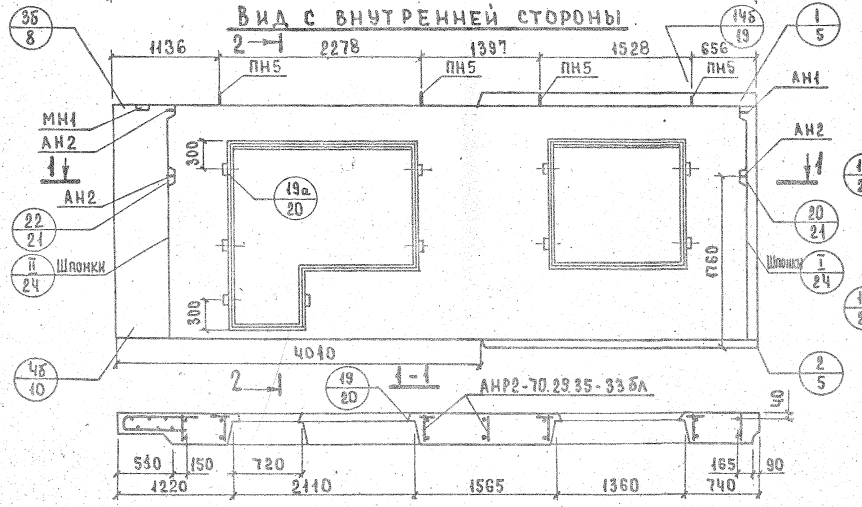 ВИД С ВНУТРЕННЕЙ СТОРОНЫ
3б
8
2
1
14б
19
1
5
1136
2278
1397
1528
656
ПН5
ПН5
ПН5
ПН5
АН1
МН1
АН2
АН2
300
1
1
19а
20
АН2
22
21
20
21
II
24
Шпонки
1760
Шпонки
I
24
300
4010
4б
10
2
1
1-1
19
20
АНР2-70.29.35-33бл
2
5
40
510
150
720
165
90
1220
2110
1565
1360
740